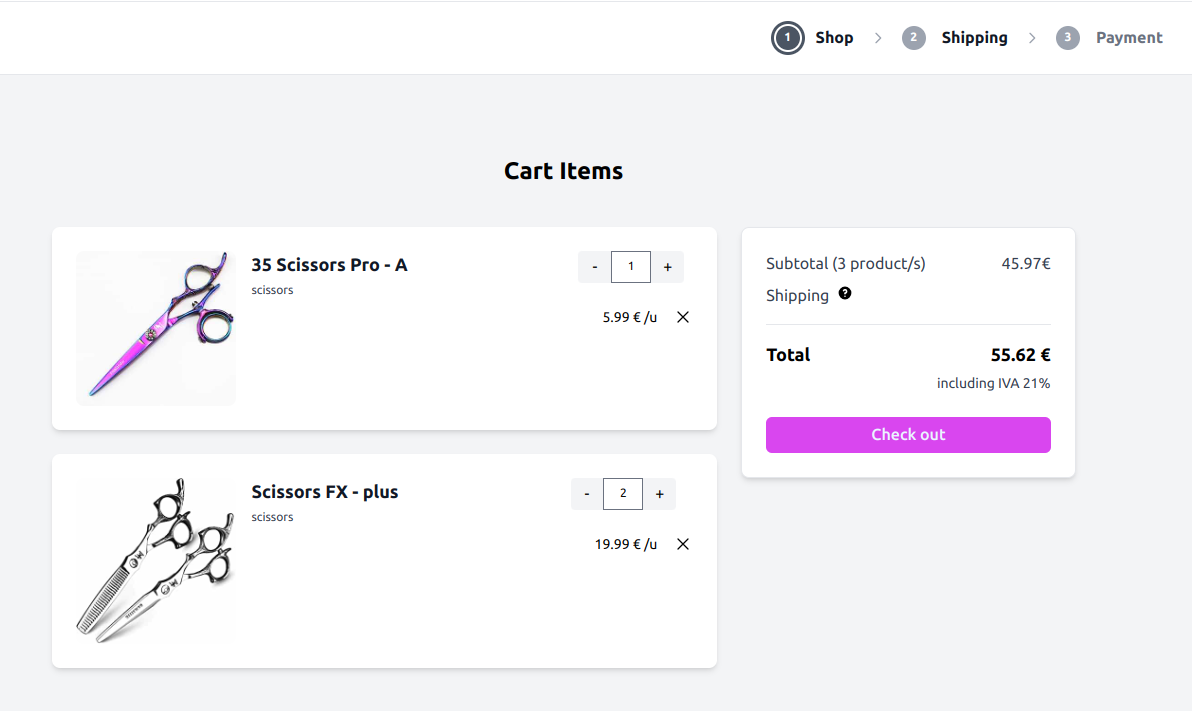 1 Shop 2 Shipping 3 Payment
Cart Items
35 Scissors Pro - A
scissors
- 1 +
5.99 € /u
Scissors FX - plus
scissors
- 2 +
19.99 € /u
Subtotal (3 product/s) 45.97€
Shipping ?
Total 55.62 €
including IVA 21%
Check out